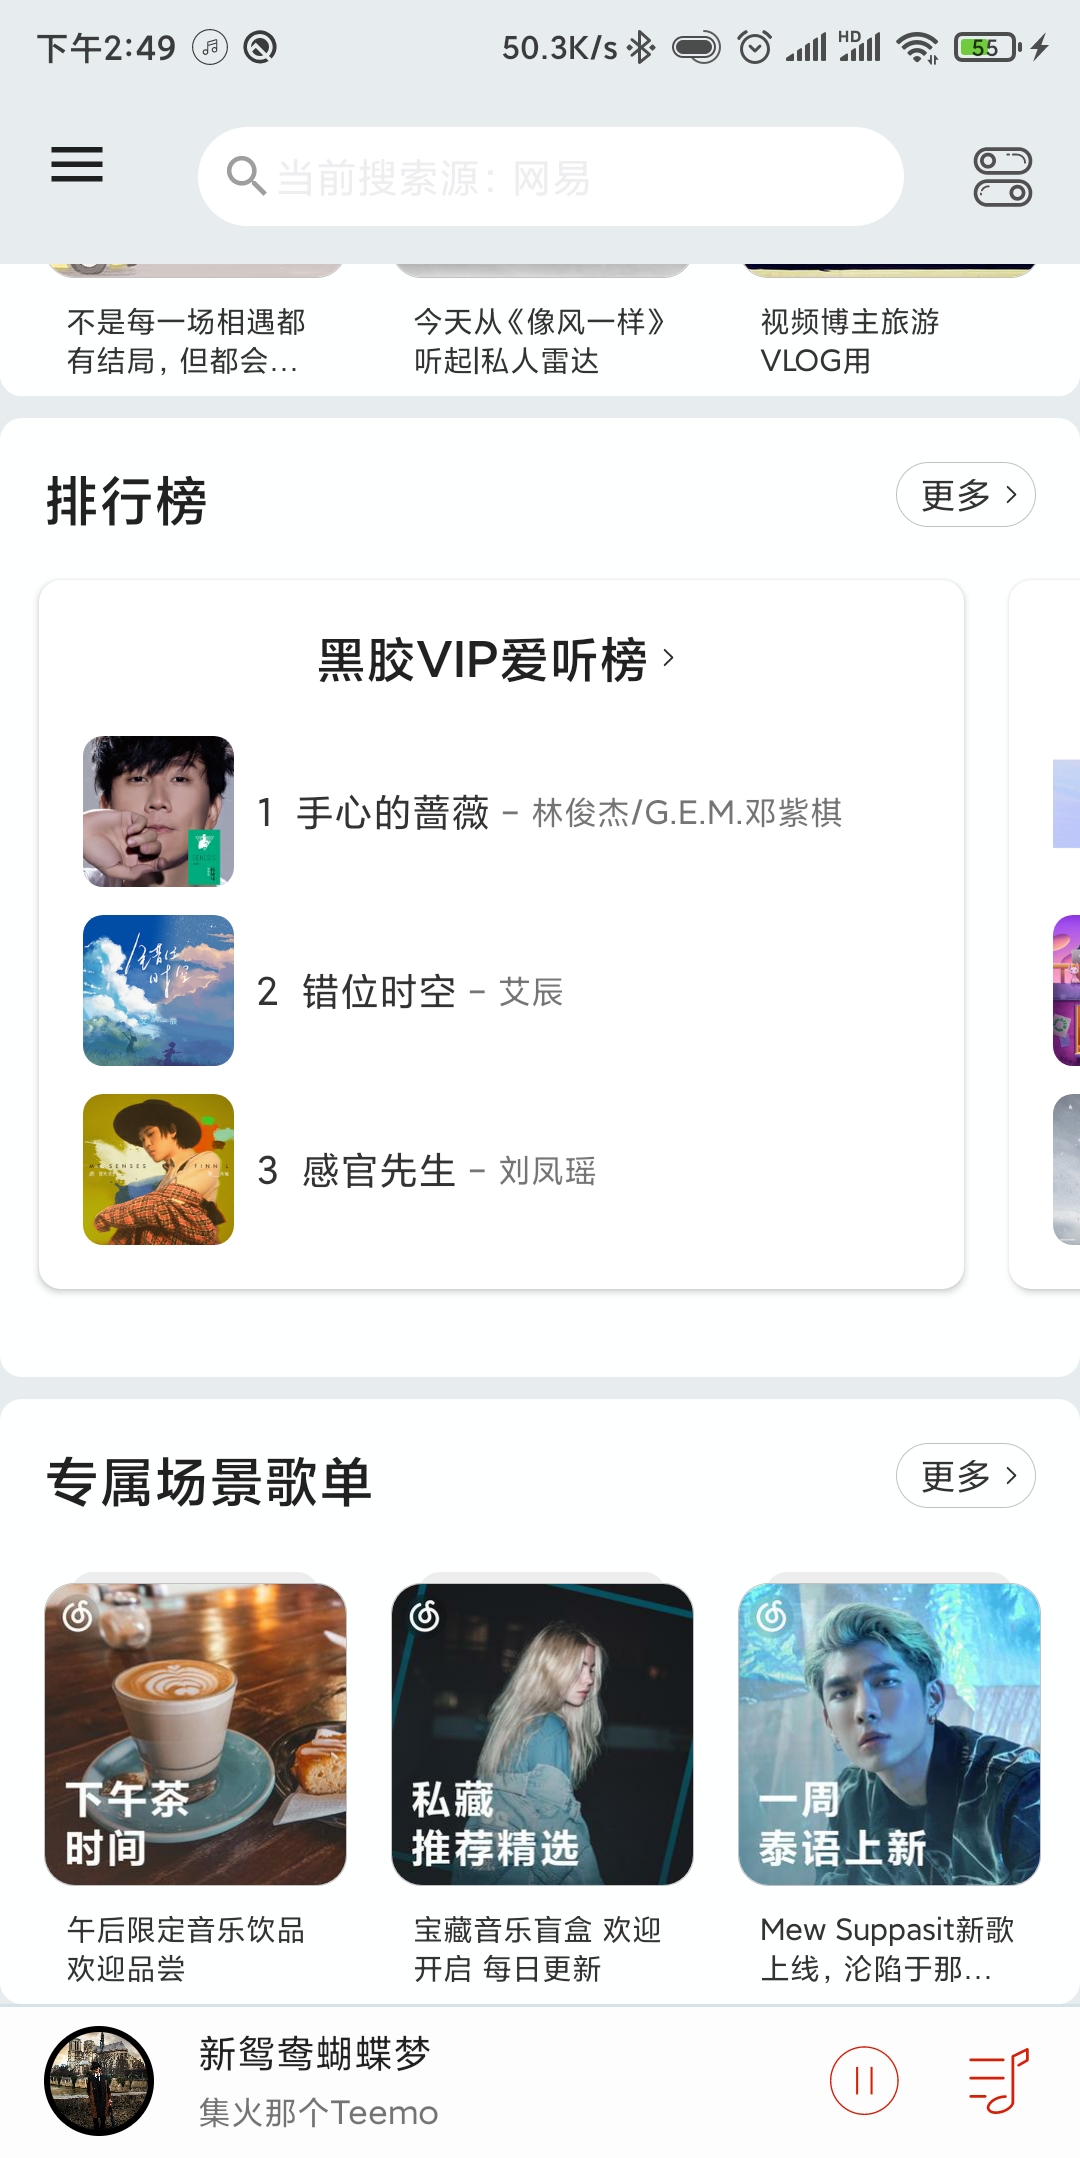 下午2:49
50.3K/s
HD
55
当前搜索源：网易
不是每一场相遇都
有结局，但都会...
今天从《像风一样》
听起|私人雷达
视频博主旅游
VLOG用
排行榜
更多
黑胶VIP爱听榜
1 手心的蔷薇 - 林俊杰/G.E.M.邓紫棋
2 错位时空 - 艾辰
3 感官先生 - 刘凤瑶
专属场景歌单
更多
下午茶
时间
私藏
推荐精选
一周
泰语上新
午后限定音乐饮品
欢迎品尝
宝藏音乐盲盒 欢迎
开启 每日更新
Mew Suppasit新歌
上线，沦陷于那...
新鸳鸯蝴蝶梦
集火那个Teemo